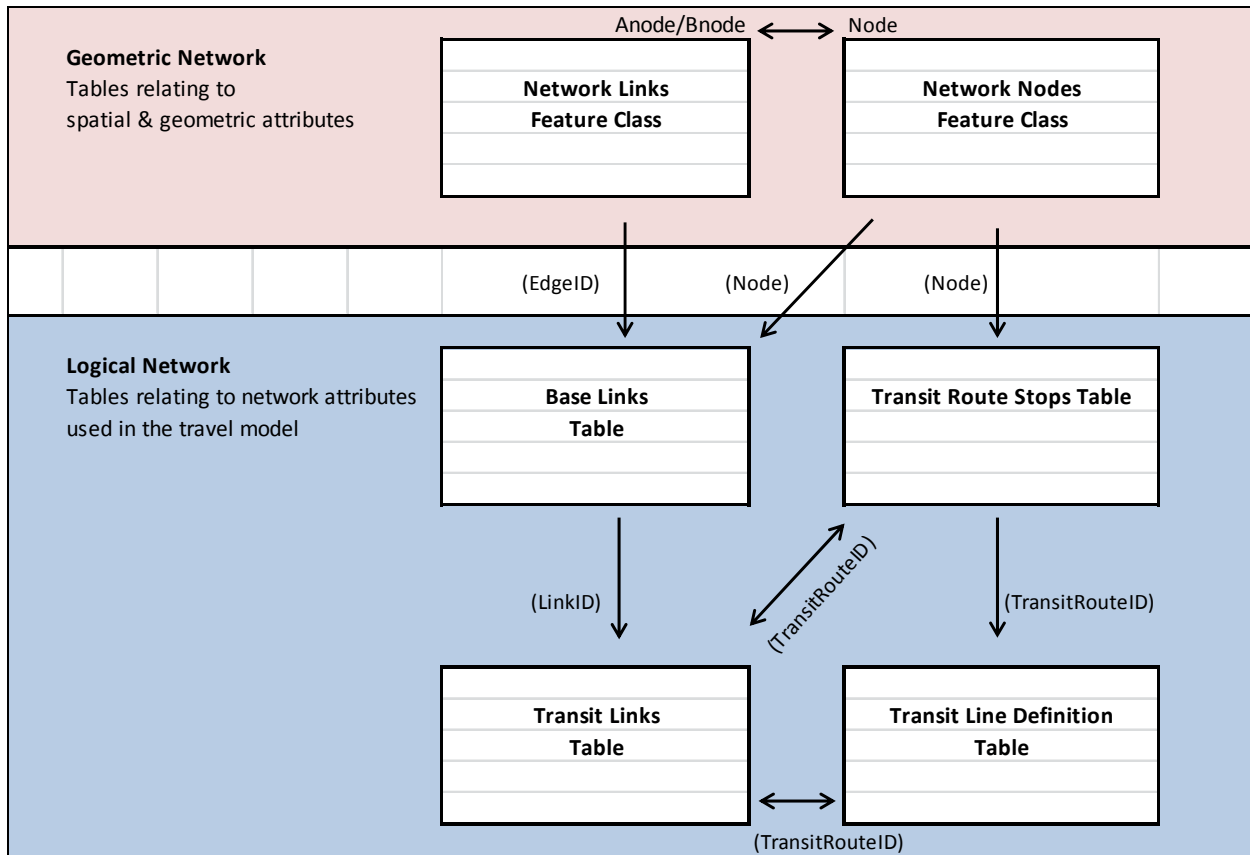 Anode/Bnode
Node
Geometric Network
Tables relating to
spatial & geometric attributes
Network Links
Feature Class
Network Nodes
Feature Class
(EdgeID)
(Node)
(Node)
Logical Network
Tables relating to network attributes
used in the travel model
Base Links
Table
Transit Route Stops Table
(LinkID)
(TransitRouteID)
(TransitRouteID)
Transit Links
Table
Transit Line Definition
Table
(TransitRouteID)